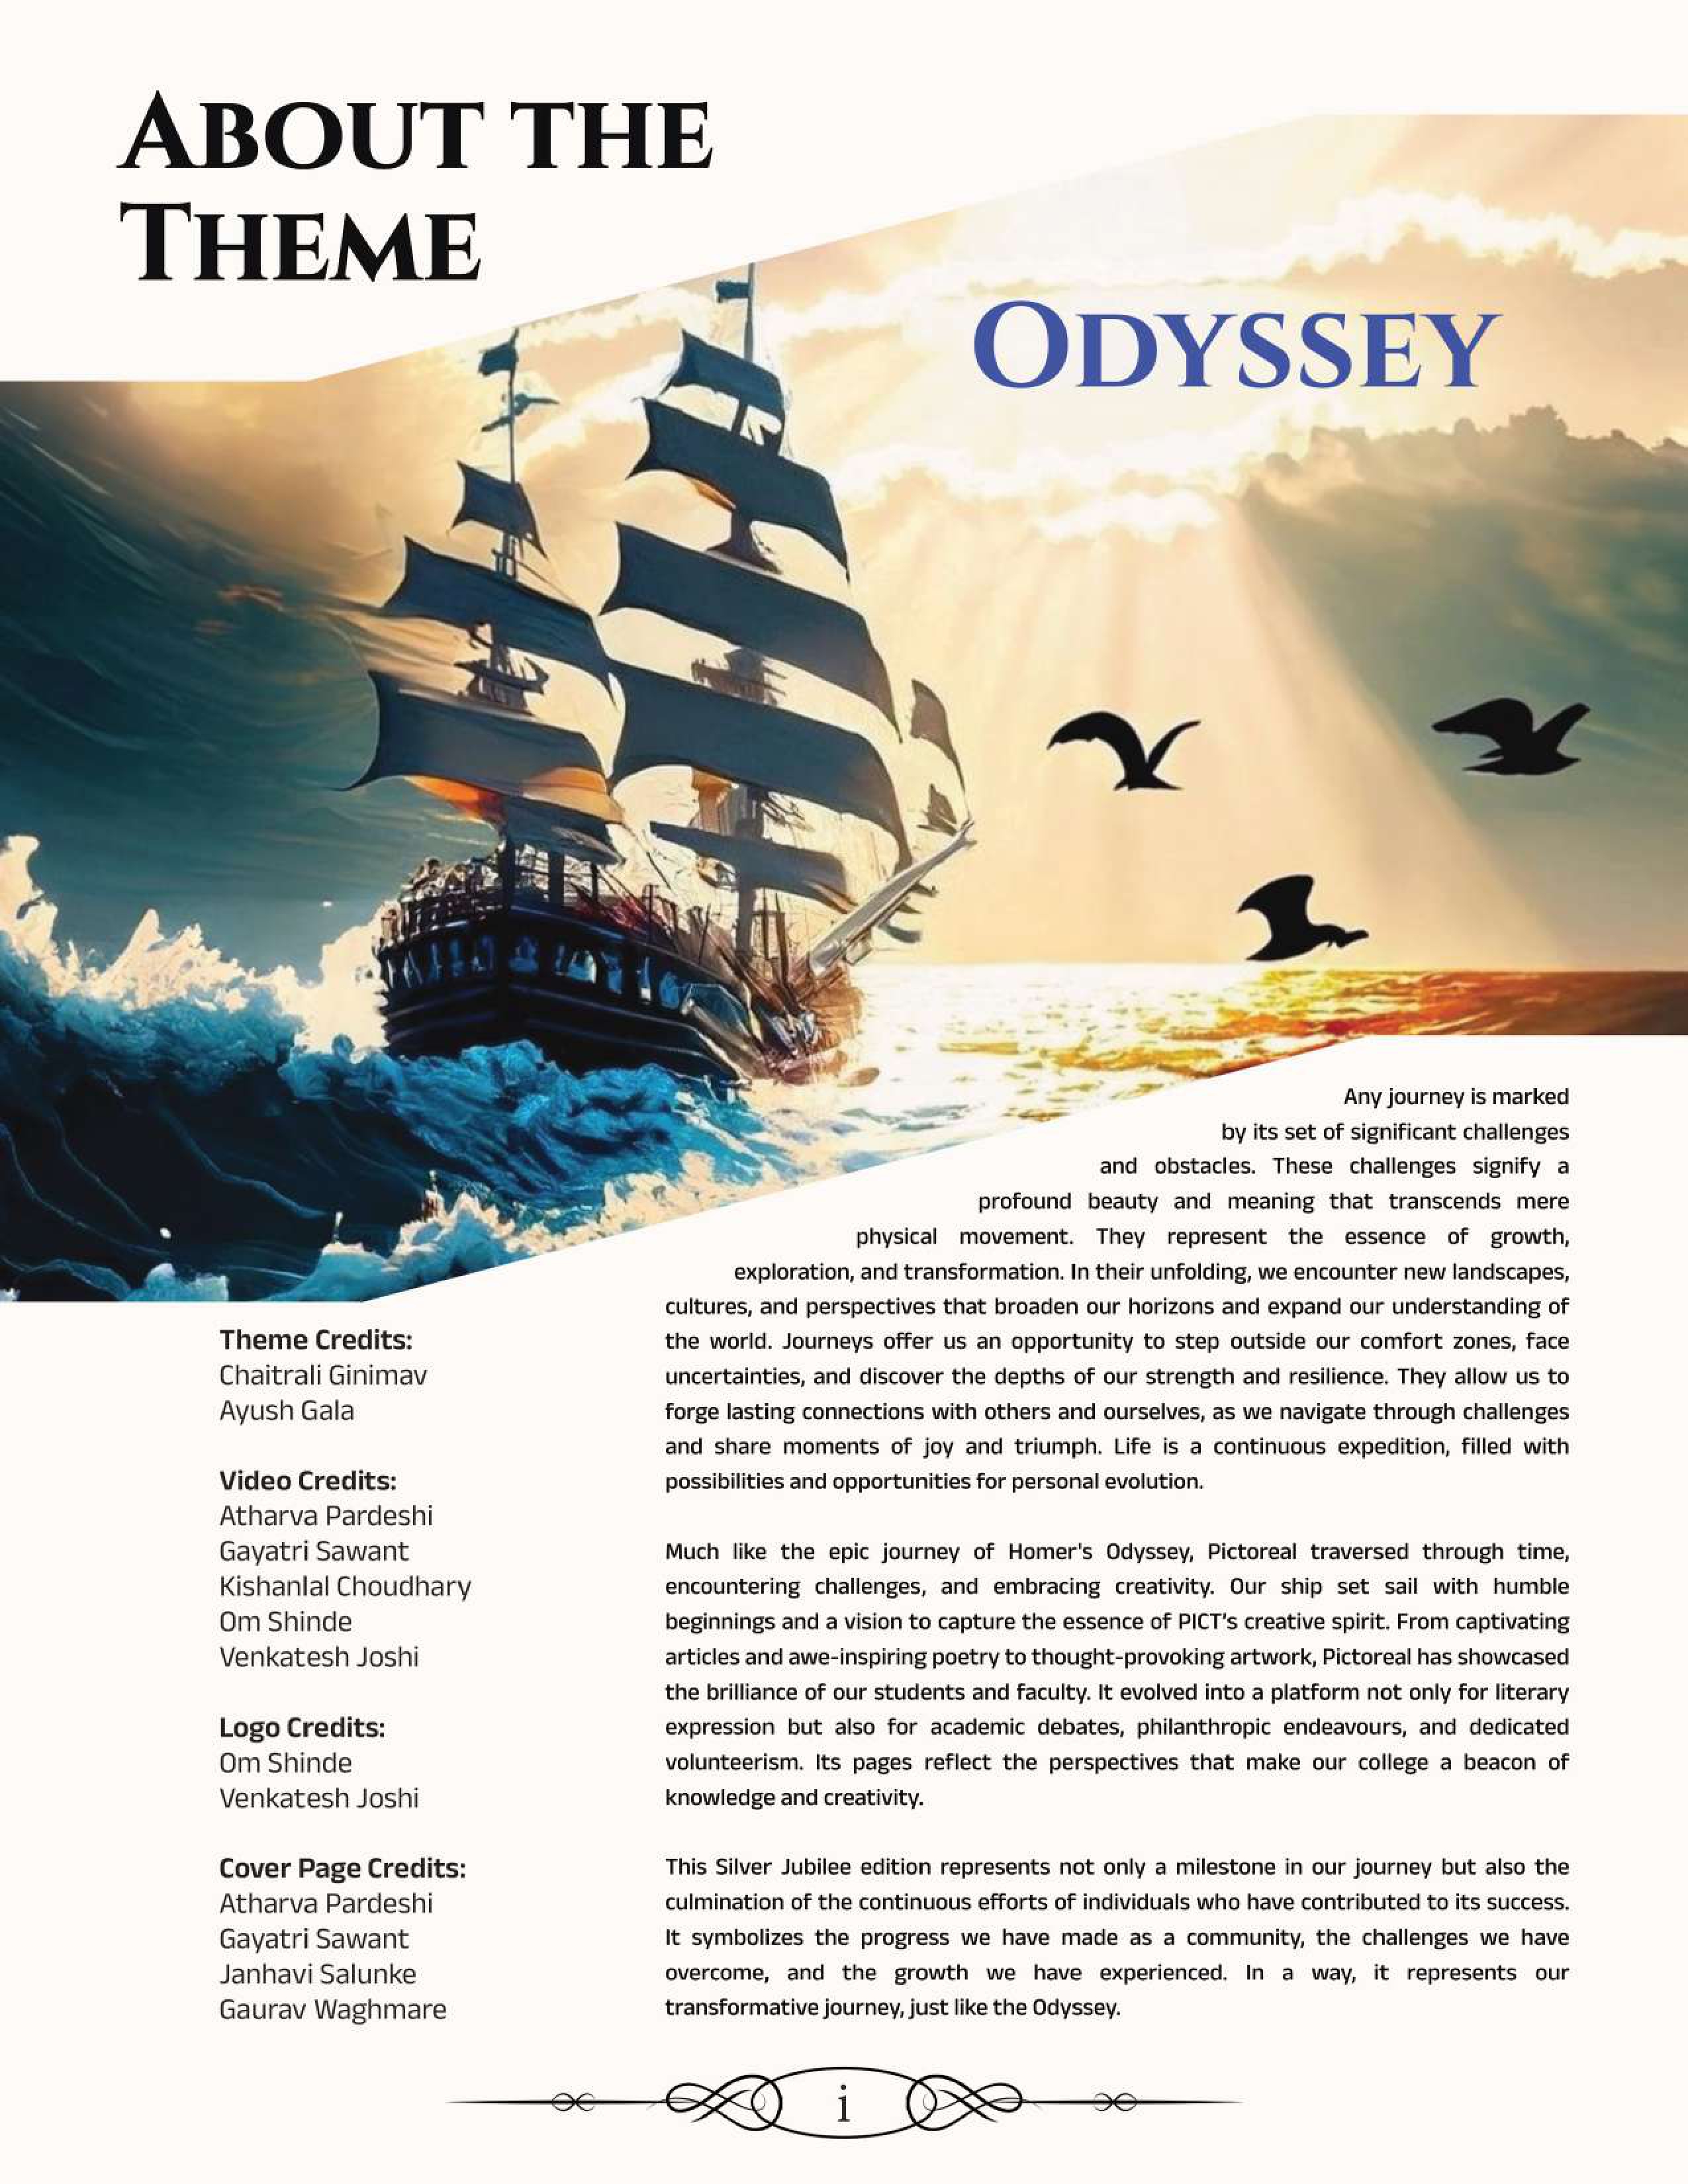 ABOUT THE
THEME
ODYSSEY
Any journey is marked
by its set of significant challenges
and obstacles. These challenges signify a
profound beauty and meaning that transcends mere
physical movement. They represent the essence of growth,
exploration, and transformation. In their unfolding, we encounter new landscapes,
cultures, and perspectives that broaden our horizons and expand our understanding of
the world. Journeys offer us an opportunity to step outside our comfort zones, face
uncertainties, and discover the depths of our strength and resilience. They allow us to
forge lasting connections with others and ourselves, as we navigate through challenges
and share moments of joy and triumph. Life is a continuous expedition, filled with
possibilities and opportunities for personal evolution.
Much like the epic journey of Homer's Odyssey, Pictoreal traversed through time,
encountering challenges, and embracing creativity. Our ship set sail with humble
beginnings and a vision to capture the essence of PICT’s creative spirit. From captivating
articles and awe-inspiring poetry to thought-provoking artwork, Pictoreal has showcased
the brilliance of our students and faculty. It evolved into a platform not only for literary
expression but also for academic debates, philanthropic endeavours, and dedicated
volunteerism. Its pages reflect the perspectives that make our college a beacon of
knowledge and creativity.
This Silver Jubilee edition represents not only a milestone in our journey but also the
culmination of the continuous efforts of individuals who have contributed to its success.
It symbolizes the progress we have made as a community, the challenges we have
overcome, and the growth we have experienced. In a way, it represents our
transformative journey, just like the Odyssey.
Theme Credits:
Chaitrali Ginimav
Ayush Gala
Video Credits:
Atharva Pardeshi
Gayatri Sawant
Kishanlal Choudhary
Om Shinde
Venkatesh Joshi
Logo Credits:
Om Shinde
Venkatesh Joshi
Cover Page Credits:
Atharva Pardeshi
Gayatri Sawant
Janhavi Salunke
Gaurav Waghmare
i